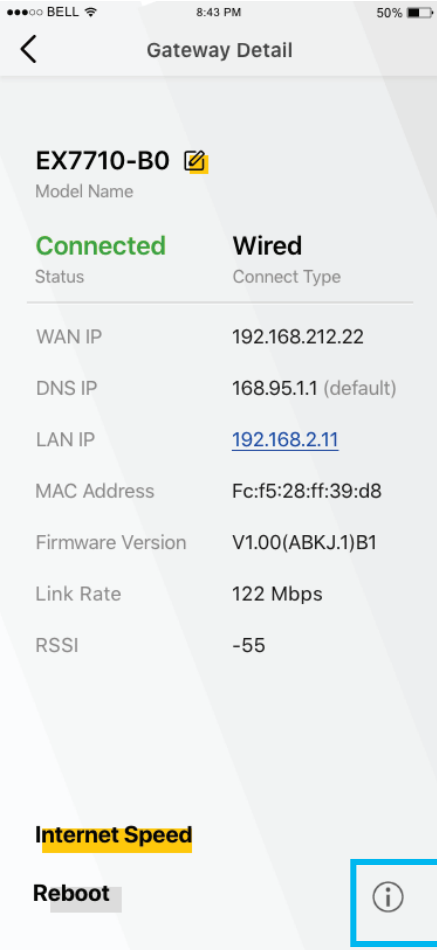 BELL 8:43 PM 50%
Gateway Detail
EX7710-B0
Model Name
Connected Wired
Status Connect Type
WAN IP 192.168.212.22
DNS IP 168.95.1.1 (default)
LAN IP 192.168.2.11
MAC Address Fc:f5:28:ff:39:d8
Firmware Version V1.00(ABKJ.1)B1
Link Rate 122 Mbps
RSSI -55
Internet Speed
Reboot